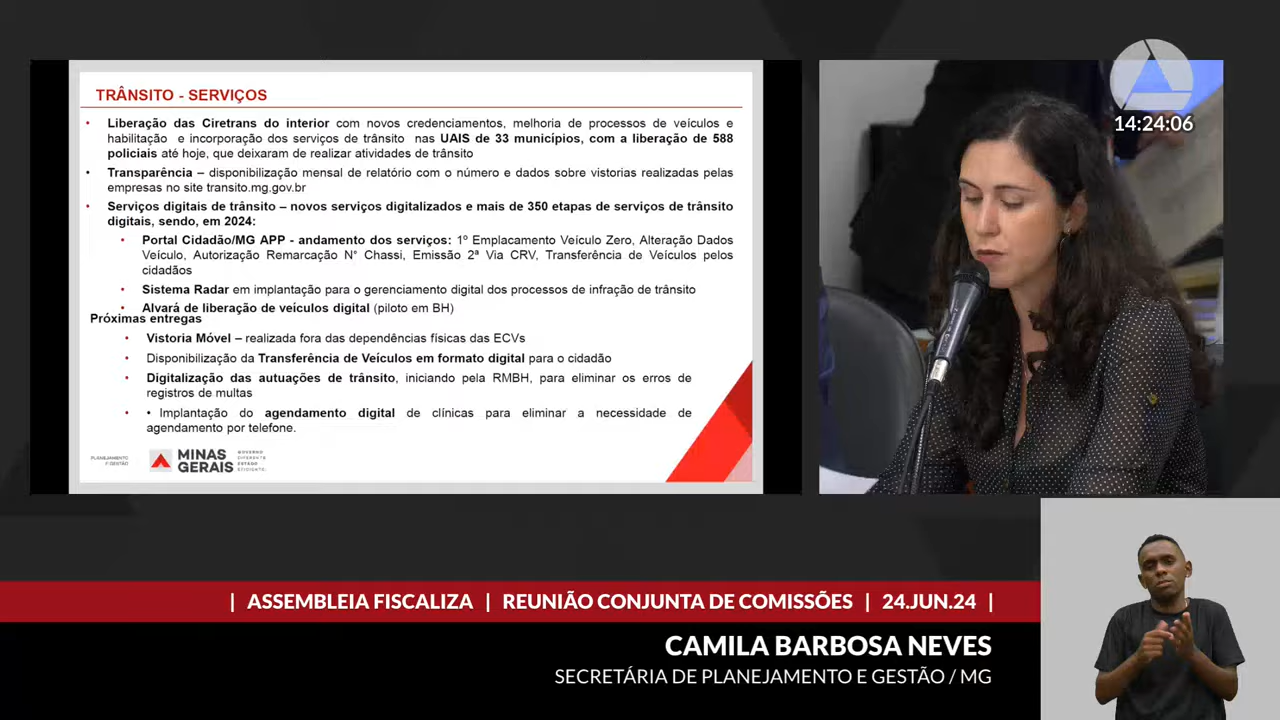 TRÂNSITO - SERVIÇOS
• Liberação das Ciretrans do interior com novos credenciamentos, melhoria de processos de veículos e
habilitação e incorporação dos serviços de trânsito nas UAIS de 33 municípios, com a liberação de 588
policiais até hoje, que deixaram de realizar atividades de trânsito
• Transparência – disponibilização mensal de relatório com o número e dados sobre vistorias realizadas pelas
empresas no site transito.mg.gov.br
• Serviços digitais de trânsito – novos serviços digitalizados e mais de 350 etapas de serviços de trânsito
digitais, sendo, em 2024:
• Portal Cidadão/MG APP - andamento dos serviços: 1º Emplacamento Veículo Zero, Alteração Dados
Veículo, Autorização Remarcação N° Chassi, Emissão 2ª Via CRV, Transferência de Veículos pelos
cidadãos
• Sistema Radar em implantação para o gerenciamento digital dos processos de infração de trânsito
• Alvará de liberação de veículos digital (piloto em BH)
Próximas entregas
• Vistoria Móvel – realizada fora das dependências físicas das ECVs
• Disponibilização da Transferência de Veículos em formato digital para o cidadão
• Digitalização das autuações de trânsito, iniciando pela RMBH, para eliminar os erros de
registros de multas
• • Implantação do agendamento digital de clínicas para eliminar a necessidade de
agendamento por telefone.
PLANEJAMENTO
E GESTÃO
MINAS
GERAIS
GOVERNO
DIFERENTE
ESTADO
EFICIENTE.
14:24:06
| ASSEMBLEIA FISCALIZA | REUNIÃO CONJUNTA DE COMISSÕES | 24.JUN.24 |
CAMILA BARBOSA NEVES
SECRETÁRIA DE PLANEJAMENTO E GESTÃO / MG